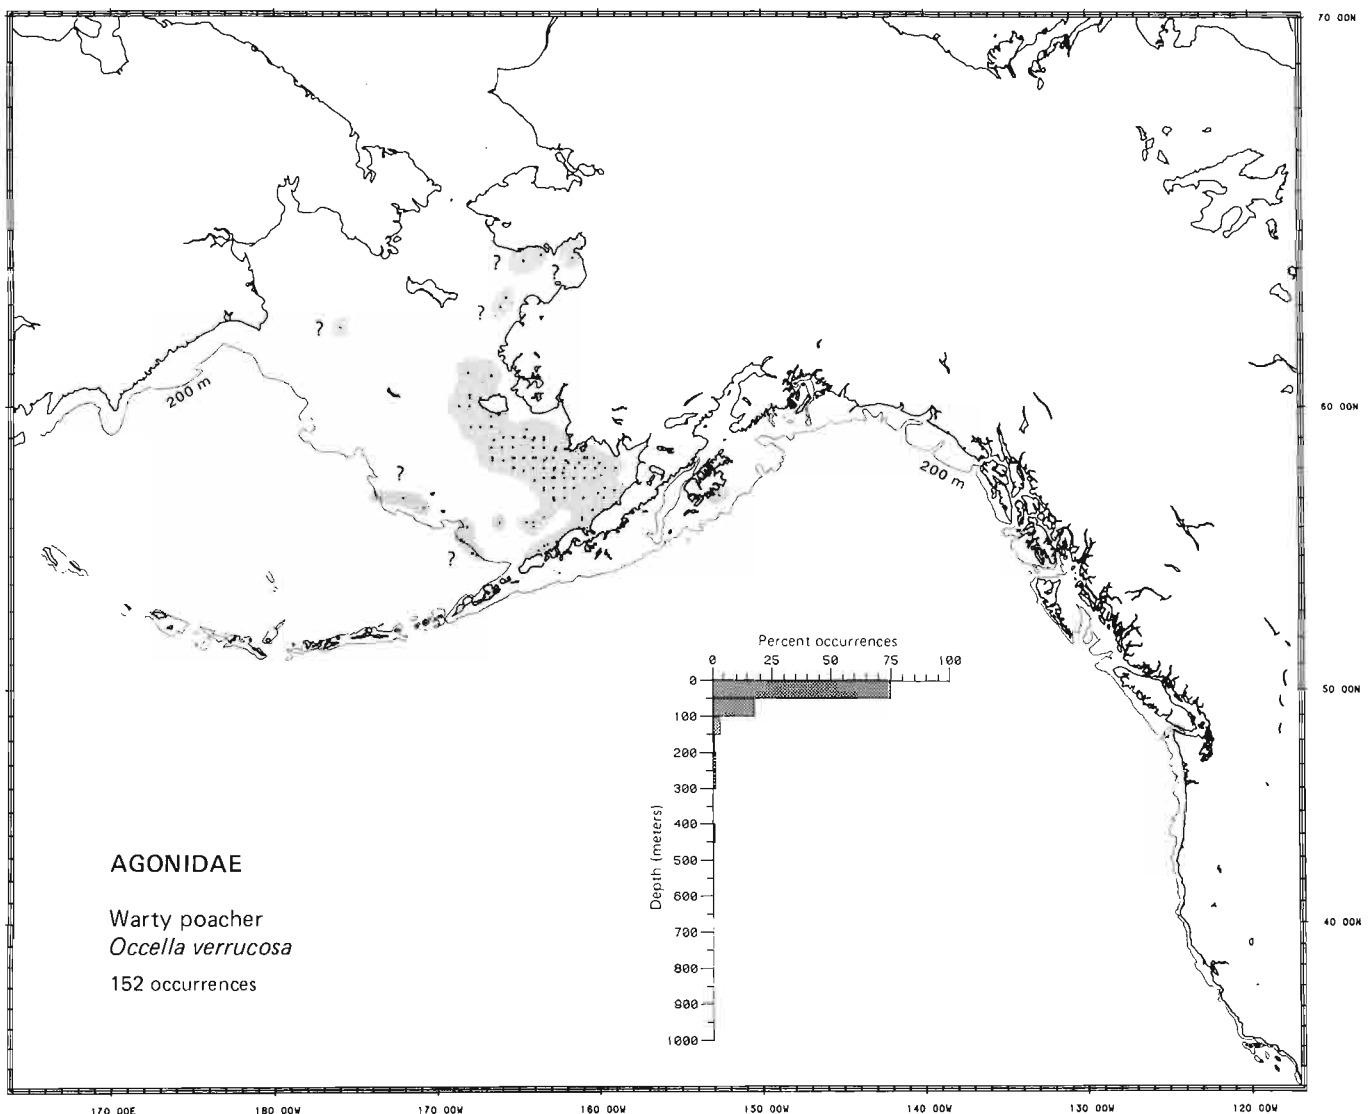 70 00N
?
?
?
?
200 m
60 00N
?
200 m
?
Percent occurrences
0 25 50 75 100
50 00N
0
100
200
300
400
500
600
700
800
900
1000
Depth (meters)
AGONIDAE
Warty poacher
Occella verrucosa
152 occurrences
40 00N
170 00E 180 00W 170 00W 160 00W 150 00W 140 00W 130 00W 120 00W